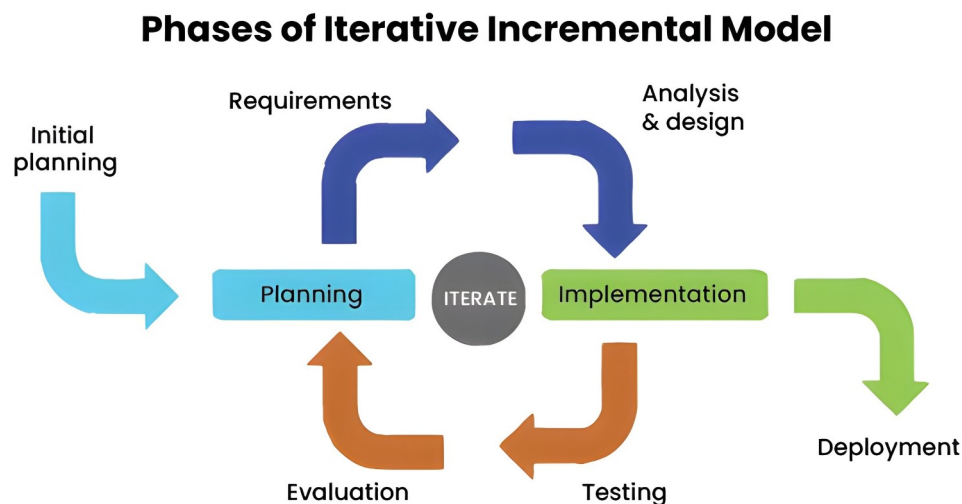 Phases of Iterative Incremental Model
Requirements
Analysis
& design
Initial
planning
Planning
ITERATE
Implementation
Deployment
Evaluation
Testing